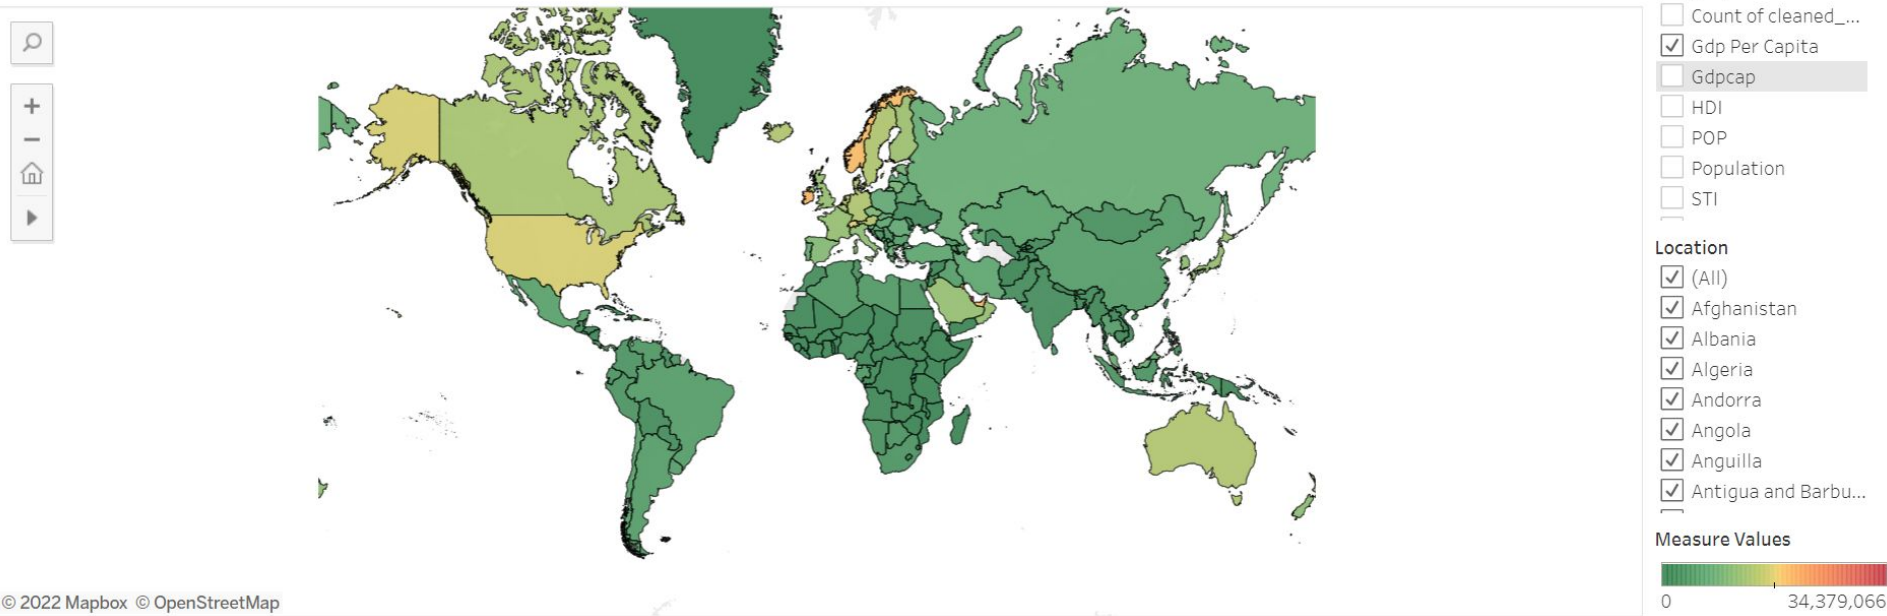 Count of cleaned_...
Gdp Per Capita
Gdpcap
HDI
POP
Population
STI
Location
(All)
Afghanistan
Albania
Algeria
Andorra
Angola
Anguilla
Antigua and Barbu...
Measure Values
0 34,379,066
© 2022 Mapbox © OpenStreetMap